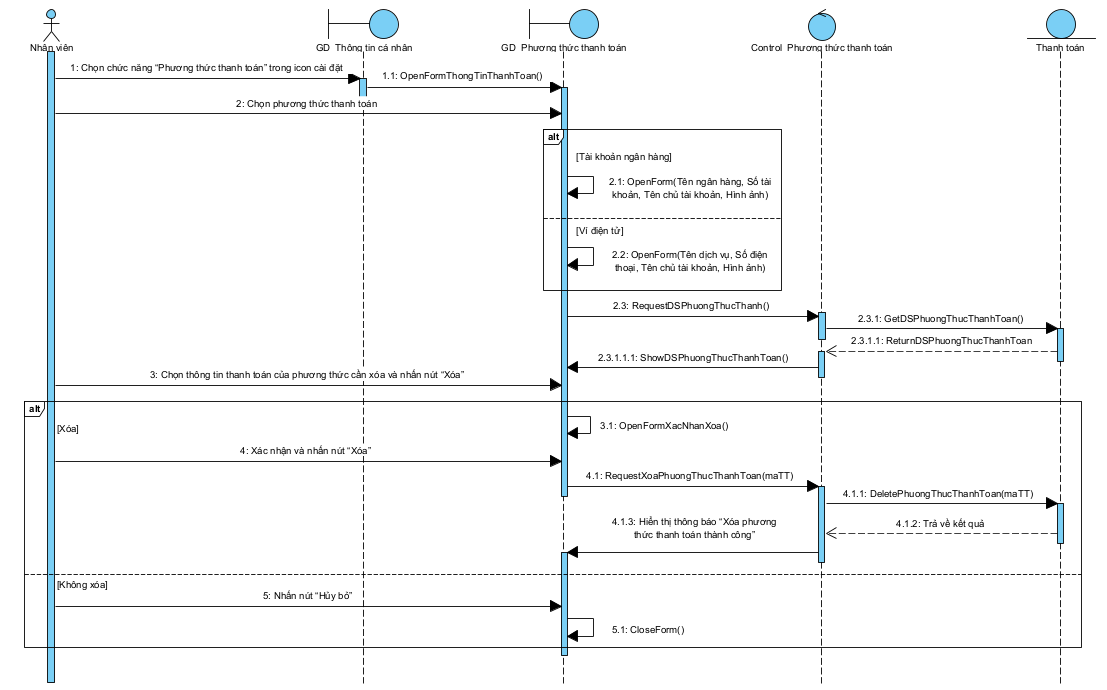 Nhân viên
GD Thông tin cá nhân
GD Phương thức thanh toán
Control Phương thức thanh toán
Thanh toán
1: Chọn chức năng “Phương thức thanh toán” trong icon cài đặt
1.1: OpenFormThongTinThanhToan()
2: Chọn phương thức thanh toán
alt
[Tài khoản ngân hàng]
2.1: OpenForm(Tên ngân hàng, Số tài
khoản, Tên chủ tài khoản, Hình ảnh)
[Ví điện tử]
2.2: OpenForm(Tên dịch vụ, Số điện
thoại, Tên chủ tài khoản, Hình ảnh)
2.3: RequestDSPhuongThucThanh()
2.3.1: GetDSPhuongThucThanhToan()
2.3.1.1: ReturnDSPhuongThucThanhToan
2.3.1.1.1: ShowDSPhuongThucThanhToan()
3: Chọn thông tin thanh toán của phương thức cần xóa và nhấn nút “Xóa”
alt
[Xóa]
3.1: OpenFormXacNhanXoa()
4: Xác nhận và nhấn nút “Xóa”
4.1: RequestXoaPhuongThucThanhToan(maTT)
4.1.1: DeletePhuongThucThanhToan(maTT)
4.1.3: Hiển thị thông báo “Xóa phương
thức thanh toán thành công”
4.1.2: Trả về kết quả
[Không xóa]
5: Nhấn nút “Hủy bỏ”
5.1: CloseForm()